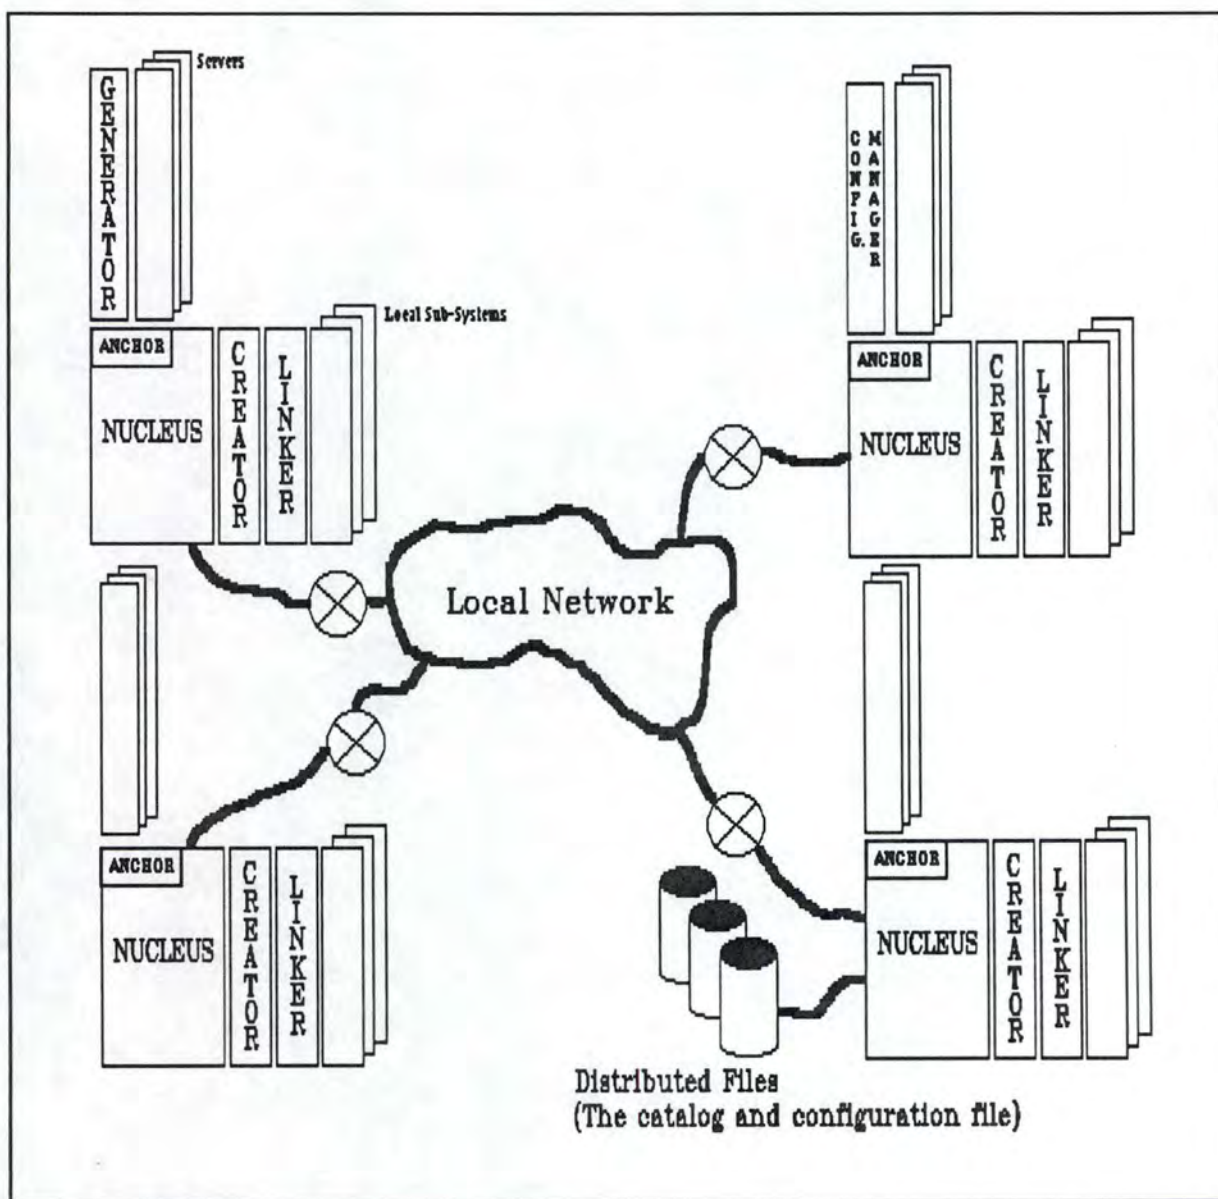 Servers
GENERATOR
Local Sub-Systems
ANCHOR
NUCLEUS
CREATOR
LINKER
CONFIG.
MANAGER
ANCHOR
NUCLEUS
CREATOR
LINKER
Local Network
ANCHOR
NUCLEUS
CREATOR
LINKER
ANCHOR
NUCLEUS
CREATOR
LINKER
Distributed Files
(The catalog and configuration file)